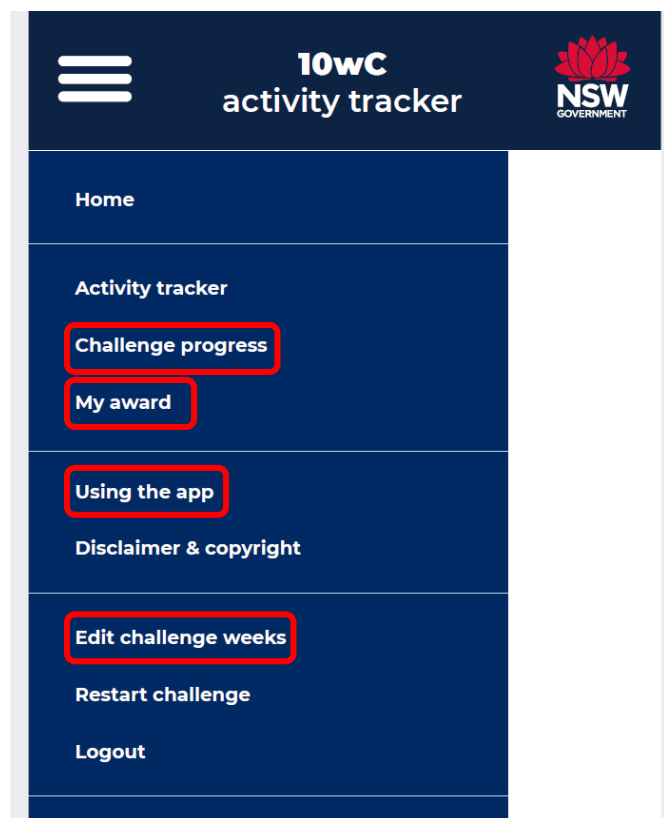 10wC
activity tracker
NSW
GOVERNMENT
Home
Activity tracker
Challenge progress
My award
Using the app
Disclaimer & copyright
Edit challenge weeks
Restart challenge
Logout